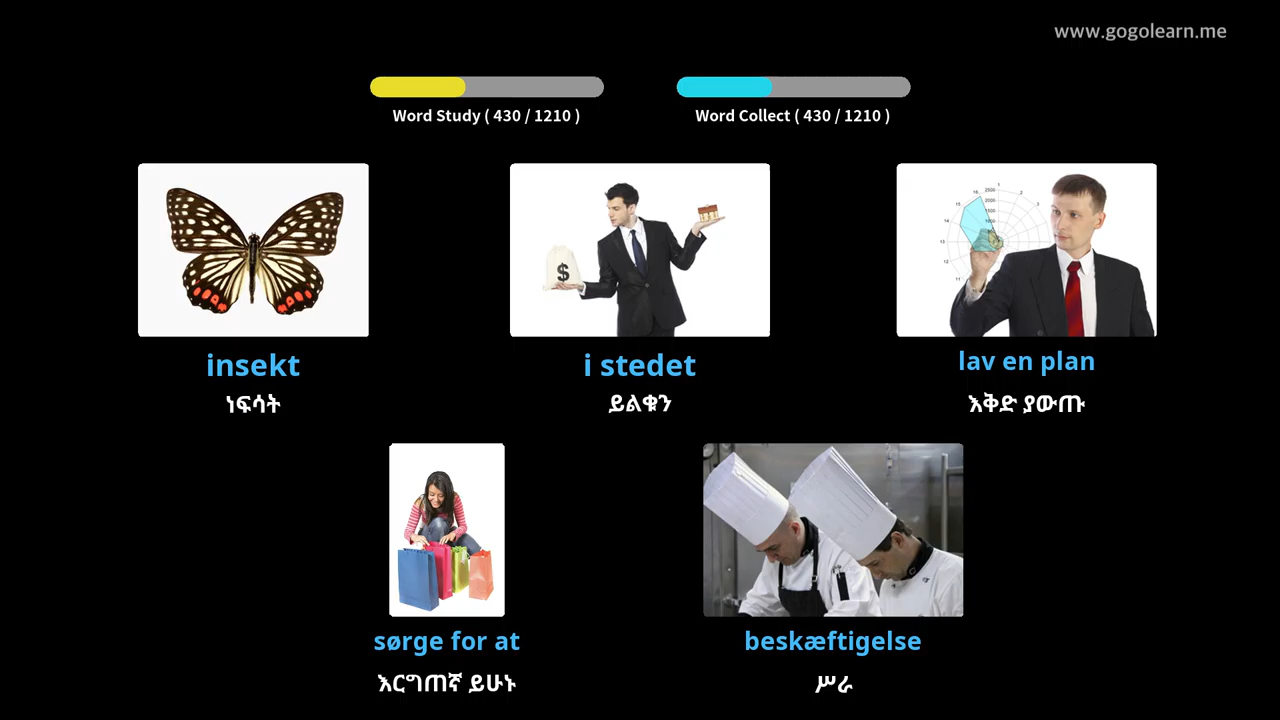 www.gogolearn.me
Word Study ( 430 / 1210 )
Word Collect ( 430 / 1210 )
insekt
ነፍሳት
i stedet
ይልቁን
lav en plan
እቅድ ያውጡ
$
sørge for at
እርግጠኛ ይሁኑ
beskæftigelse
ሥራ